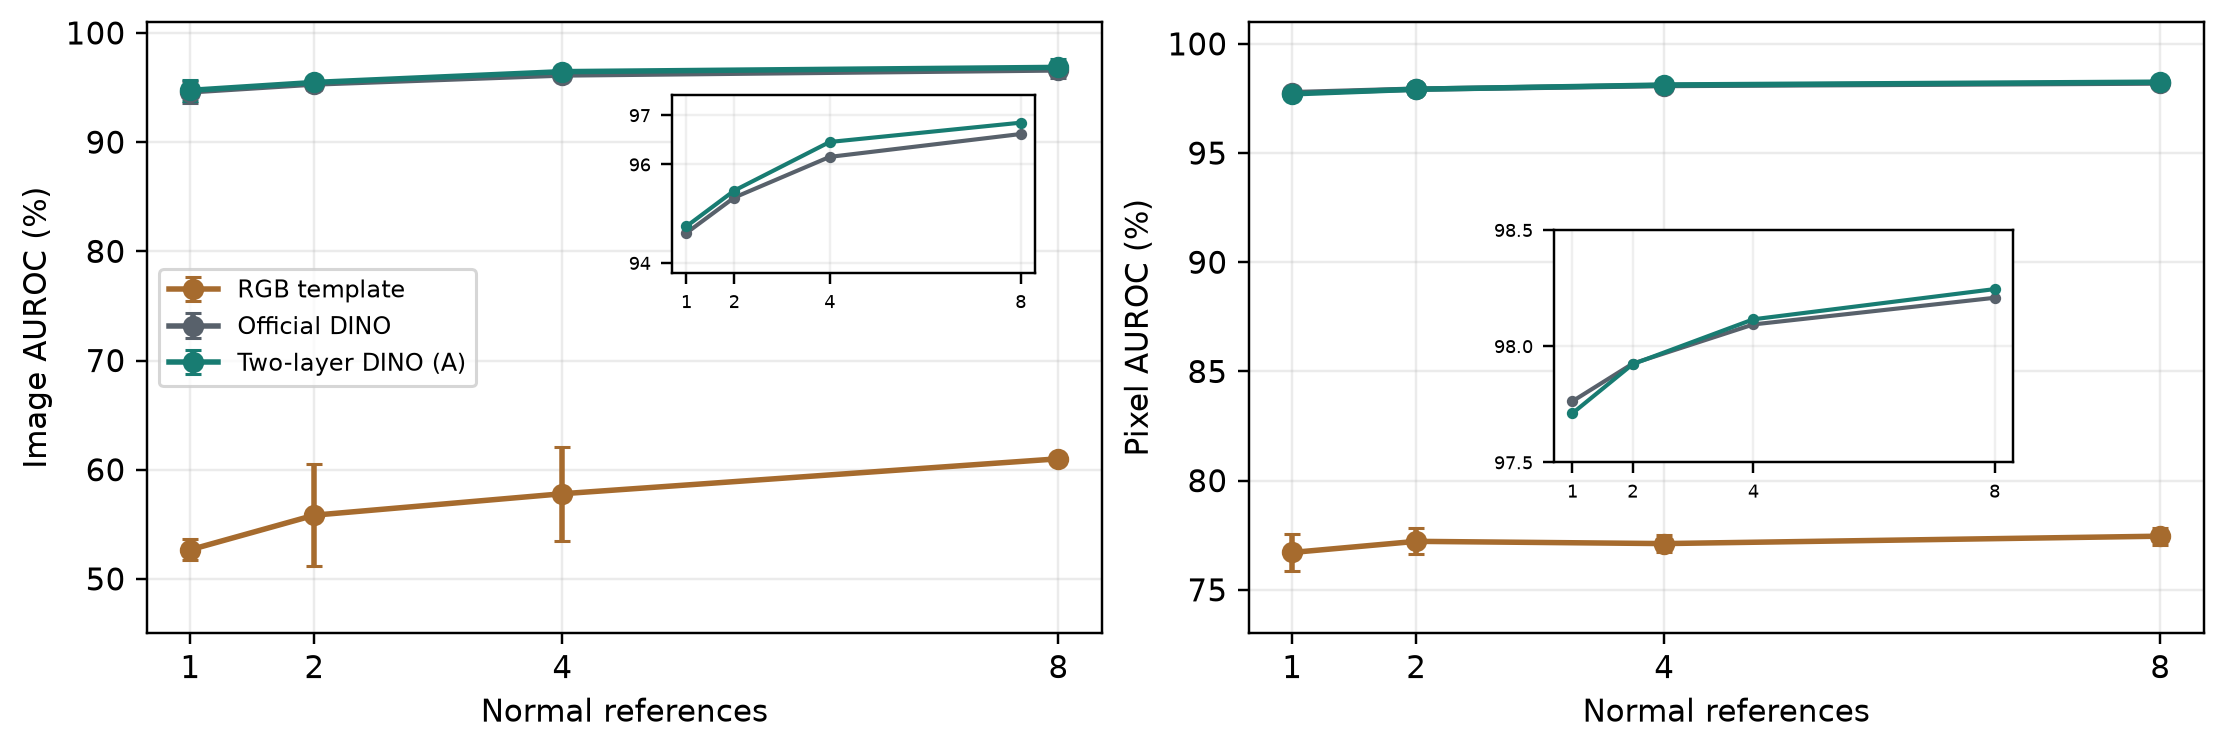 100
90
80
70
60
50
Image AUROC (%)
RGB template
Official DINO
Two-layer DINO (A)
97
96
94
1 2 4 8
1 2 4 8
Normal references
100
95
90
85
80
75
Pixel AUROC (%)
98.5
98.0
97.5
1 2 4 8
1 2 4 8
Normal references